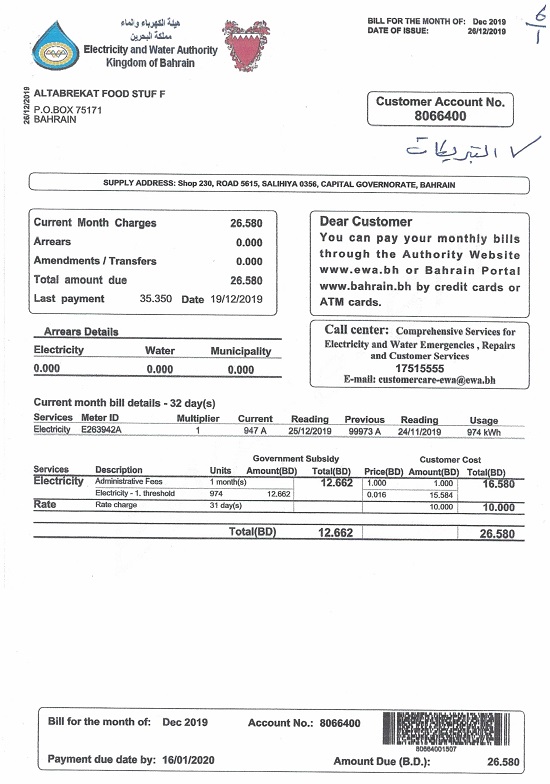 هيئة الكهرباء و الماء
مملكة البحرين
Electricity and Water Authority
Kingdom of Bahrain
BILL FOR THE MONTH OF: Dec 2019
DATE OF ISSUE: 26/12/2019
6/1
26/12/2019
ALTABREKAT FOOD STUF F
P.O.BOX 75171
BAHRAIN
Customer Account No.
8066400
التبريكات
SUPPLY ADDRESS: Shop 230, ROAD 5615, SALIHIYA 0356, CAPITAL GOVERNORATE, BAHRAIN
Current Month Charges 26.580
Arrears 0.000
Amendments / Transfers 0.000
Total amount due 26.580
Last payment 35.350 Date 19/12/2019
Dear Customer
You can pay your monthly bills
through the Authority Website
www.ewa.bh or Bahrain Portal
www.bahrain.bh by credit cards or
ATM cards.
Arrears Details
Electricity Water Municipality
0.000 0.000 0.000
Call center: Comprehensive Services for
Electricity and Water Emergencies , Repairs
and Customer Services
17515555
E-mail: customercare-ewa@ewa.bh
Current month bill details - 32 day(s)
Services Meter ID Multiplier Current Reading Previous Reading Usage
Electricity E263942A 1 947 A 25/12/2019 99973 A 24/11/2019 974 kWh
Government Subsidy Customer Cost
Services Description Units Amount(BD) Total(BD) Price(BD) Amount(BD) Total(BD)
Electricity Administrative Fees 1 month(s) 12.662 1.000 1.000 16.580
Electricity - 1. threshold 974 12.662 0.016 15.584
Rate Rate charge 31 day(s) 10.000 10.000
Total(BD) 12.662 26.580
Bill for the month of: Dec 2019 Account No.: 8066400
80664001507
Payment due date by: 16/01/2020 Amount Due (B.D.): 26.580